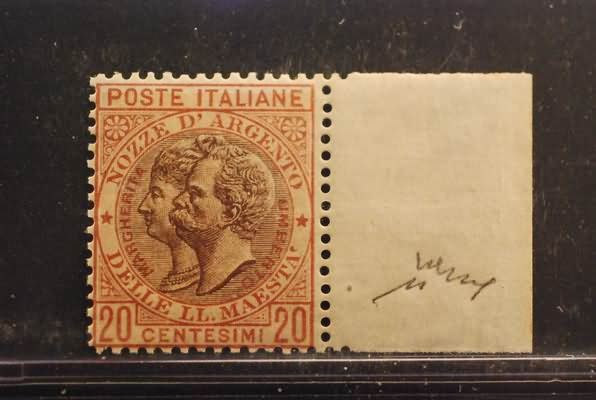 POSTE ITALIANE
NOZZE D'ARGENTO
MARGHERITA
UMBERTO
DELLE LL. MAESTA'
20 CENTESIMI 20